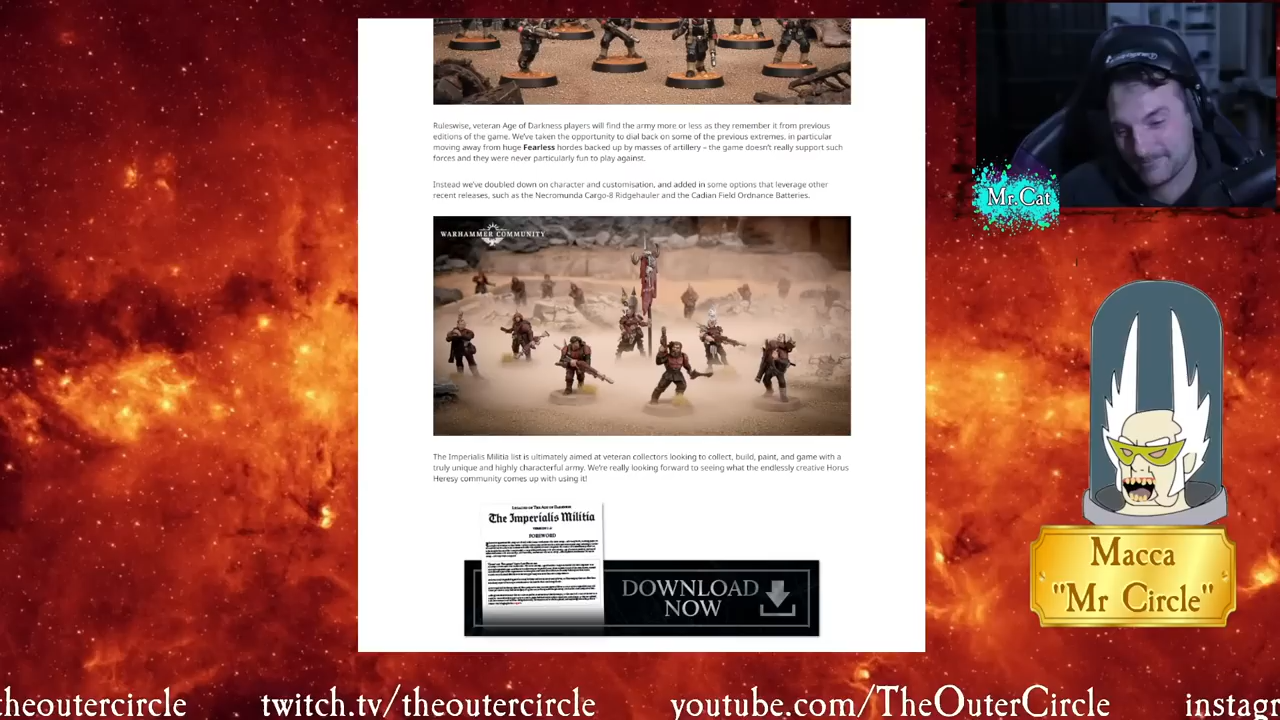 Ruleswise, veteran Age of Darkness players will find the army more or less as they remember it from previous
editions of the game. We've taken the opportunity to dial back on some of the previous extremes, in particular
moving away from huge Fearless hordes backed up by masses of artillery – the game doesn't really support such
forces and they were never particularly fun to play against.
Instead we've doubled down on character and customisation, and added in some options that leverage other
recent releases, such as the Necromunda Cargo-8 Ridgehauler and the Cadian Field Ordnance Batteries.
WARHAMMER COMMUNITY
The Imperialis Militia list is ultimately aimed at veteran collectors looking to collect, build, paint, and game with a
truly unique and highly characterful army. We're really looking forward to seeing what the endlessly creative Horus
Heresy community comes up with using it!
The Imperialis Militia
FOREWORD
DOWNLOAD
NOW
Mr.Cat
Macca
"Mr Circle"
theoutercircle
twitch.tv/theoutercircle
youtube.com/TheOuterCircle
instagr